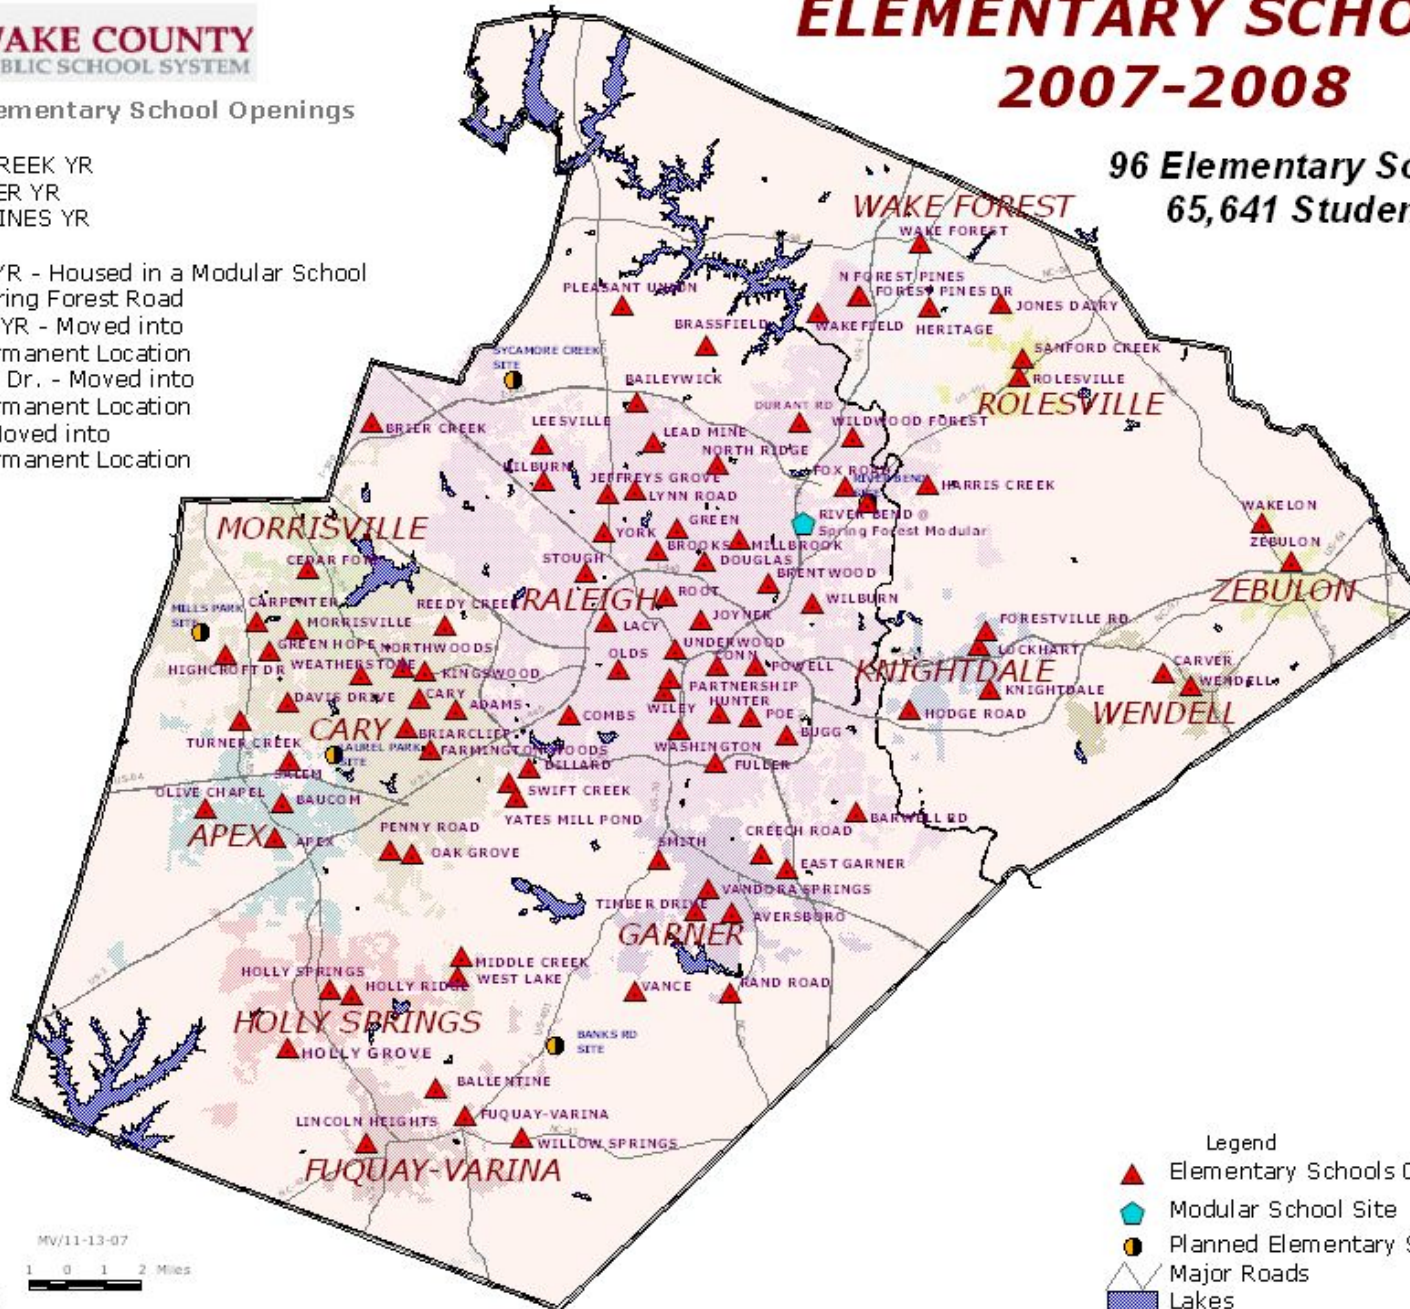 WAKE COUNTY
PUBLIC SCHOOL SYSTEM
ELEMENTARY SCHO
2007-2008
ementary School Openings
REEK YR
ER YR
INES YR
YR - Housed in a Modular School
ring Forest Road
YR - Moved into
rmanent Location
Dr. - Moved into
rmanent Location
Moved into
rmanent Location
96 Elementary Sc
65,641 Studen
WAKE FOREST
WAKE FOREST
N FOREST PINES
FOREST PINES DR
JONES DAIRY
WAKEFIELD
HERITAGE
PLEASANT UNION
BRASSFIELD
SANFORD CREEK
ROLESVILLE
ROLESVILLE
SYCAMORE CREEK
SITE
BAILEYWICK
DURANT RD
WILDWOOD FOREST
BRIER CREEK
LEESVILLE
LEAD MINE
NORTH RIDGE
HILBURN
JEFFREYS GROVE
LYNN ROAD
FOX ROAD
RIVER BEND
SITE
HARRIS CREEK
RIVER BEND @
Spring Forest Modular
WAKELON
ZEBULON
ZEBULON
MORRISVILLE
CEDAR FORK
YORK
GREEN
BROOKS
MILLBROOK
STOUGH
DOUGLAS
BRENTWOOD
RALEIGH
ROOT
WILBURN
MILLS PARK
SITE
CARPENTER
MORRISVILLE
REEDY CREEK
LACY
JOYNER
FORESTVILLE RD
GREEN HOPE
NORTHWOODS
UNDERWOOD
LOCKHART
HIGHCROFT DR
WEATHERSTONE
KINGSWOOD
OLDS
CONN
POWELL
KNIGHTDALE
KNIGHTDALE
CARVER
WENDELL
WENDELL
DAVIS DRIVE
CARY
ADAMS
PARTNERSHIP
WILEY
HUNTER
POE
HODGE ROAD
CARY
BRIARCLIFF
COMBS
BUGG
TURNER CREEK
LAUREL PARK
SITE
FARMINGTON WOODS
WASHINGTON
FULLER
SALEM
DILLARD
OLIVE CHAPEL
BAUCOM
SWIFT CREEK
YATES MILL POND
BARWELL RD
APEX
APEX
PENNY ROAD
OAK GROVE
SMITH
CREECH ROAD
EAST GARNER
VANDORA SPRINGS
TIMBER DRIVE
AVERSBORO
GARNER
MIDDLE CREEK
WEST LAKE
HOLLY SPRINGS
HOLLY RIDGE
VANCE
RAND ROAD
HOLLY SPRINGS
HOLLY GROVE
BANKS RD
SITE
BALLENTINE
LINCOLN HEIGHTS
FUQUAY-VARINA
WILLOW SPRINGS
FUQUAY-VARINA
MV/11-13-07
1 0 1 2 Miles
Legend
Elementary Schools
Modular School Site
Planned Elementary S
Major Roads
Lakes